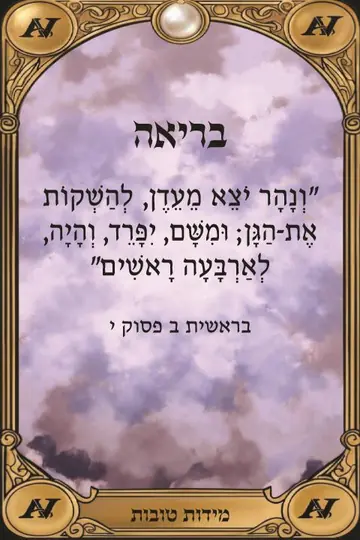 בריאה
"וְנָהָר יֹצֵא מֵעֵדֶן, לְהַשְׁקוֹת
אֶת-הַגָּן; וּמִשָּׁם, יִפָּרֵד, וְהָיָה,
לְאַרְבָּעָה רָאשִׁים"
בראשית ב פסוק י
מידות טובות